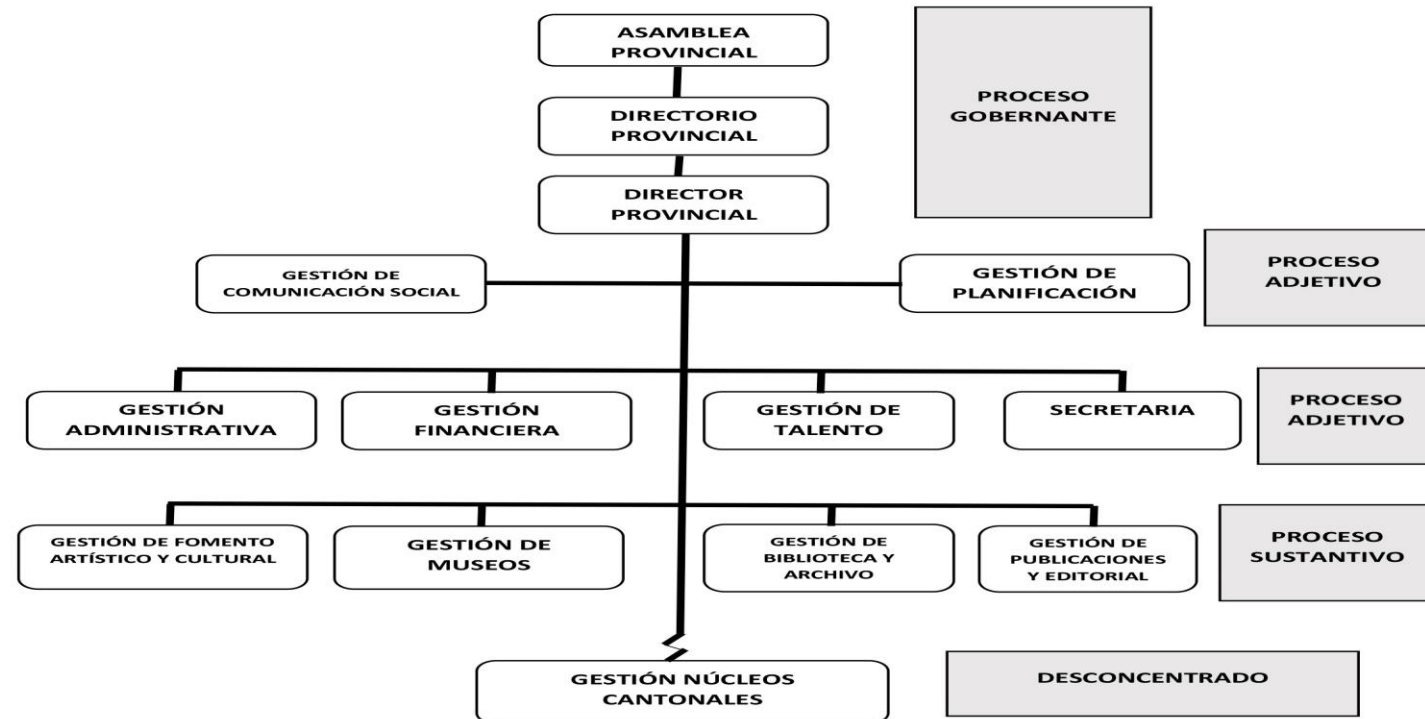 ASAMBLEA
PROVINCIAL
PROCESO
GOBERNANTE
DIRECTORIO
PROVINCIAL
DIRECTOR
PROVINCIAL
GESTIÓN DE
COMUNICACIÓN SOCIAL
GESTIÓN DE
PLANIFICACIÓN
PROCESO
ADJETIVO
GESTIÓN
ADMINISTRATIVA
GESTIÓN
FINANCIERA
GESTIÓN DE
TALENTO
SECRETARIA
PROCESO
ADJETIVO
GESTIÓN DE FOMENTO
ARTÍSTICO Y CULTURAL
GESTIÓN DE
MUSEOS
GESTIÓN DE
BIBLIOTECA Y
ARCHIVO
GESTIÓN DE
PUBLICACIONES
Y EDITORIAL
PROCESO
SUSTANTIVO
GESTIÓN NÚCLEOS
CANTONALES
DESCONCENTRADO